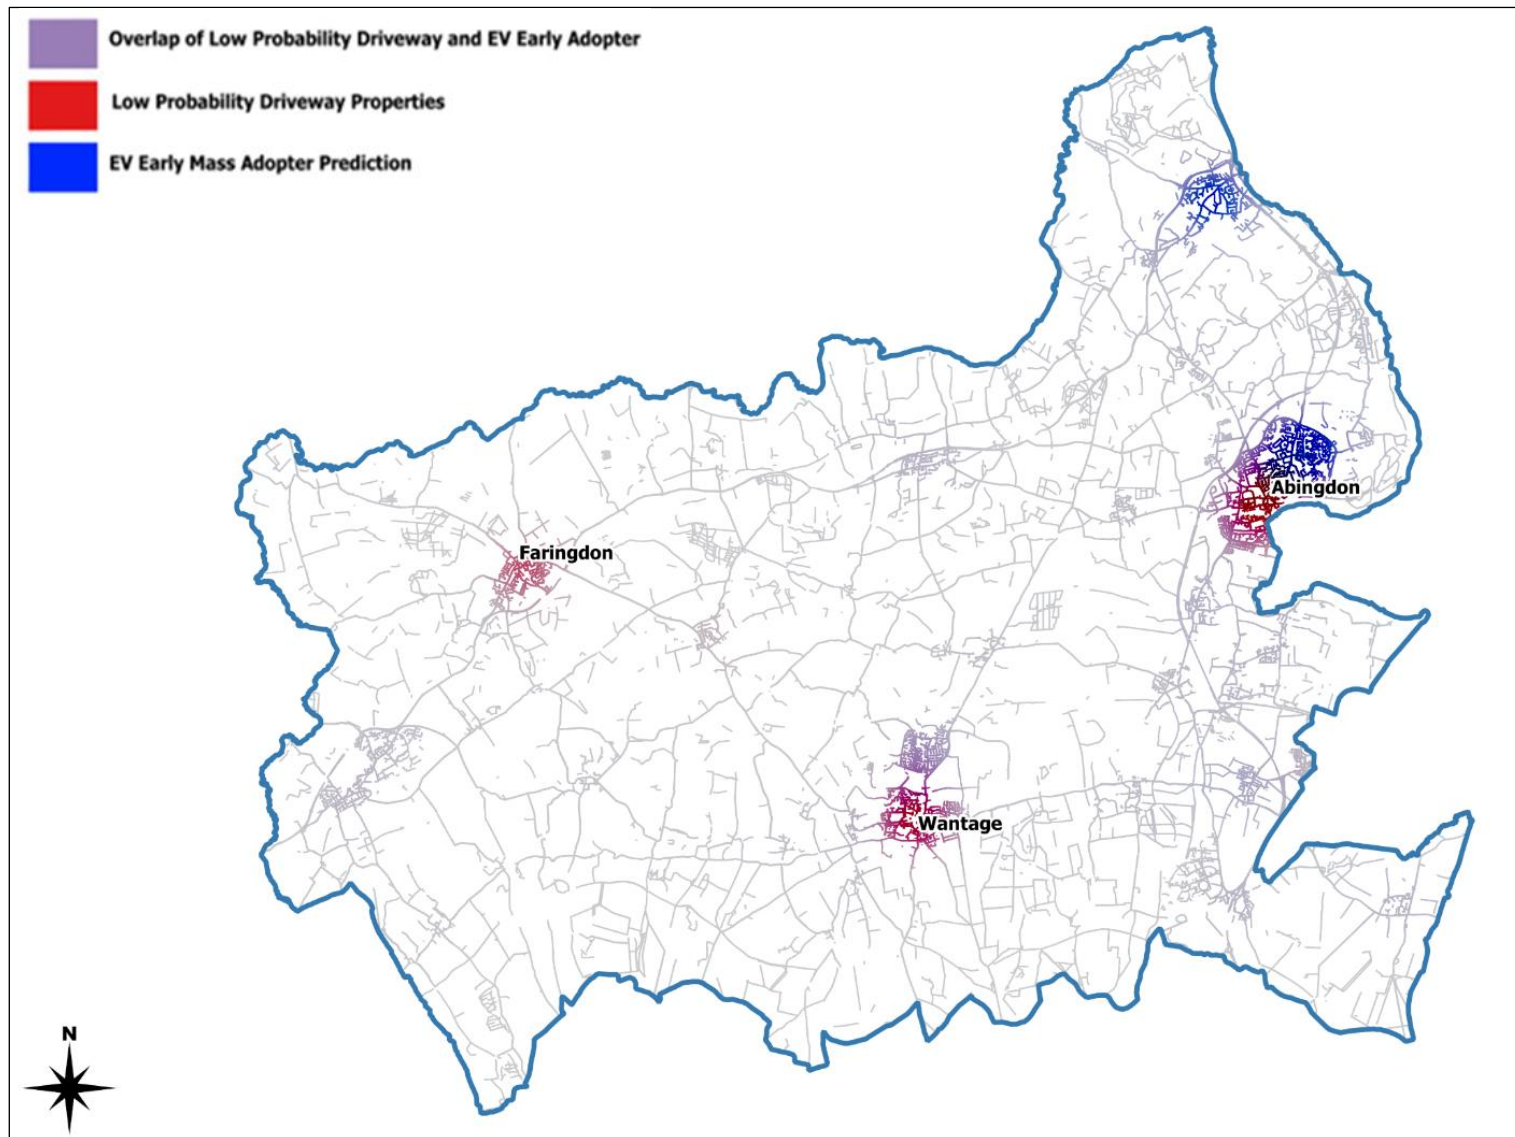 Overlap of Low Probability Driveway and EV Early Adopter
Low Probability Driveway Properties
EV Early Mass Adopter Prediction
Abingdon
Faringdon
Wantage
N